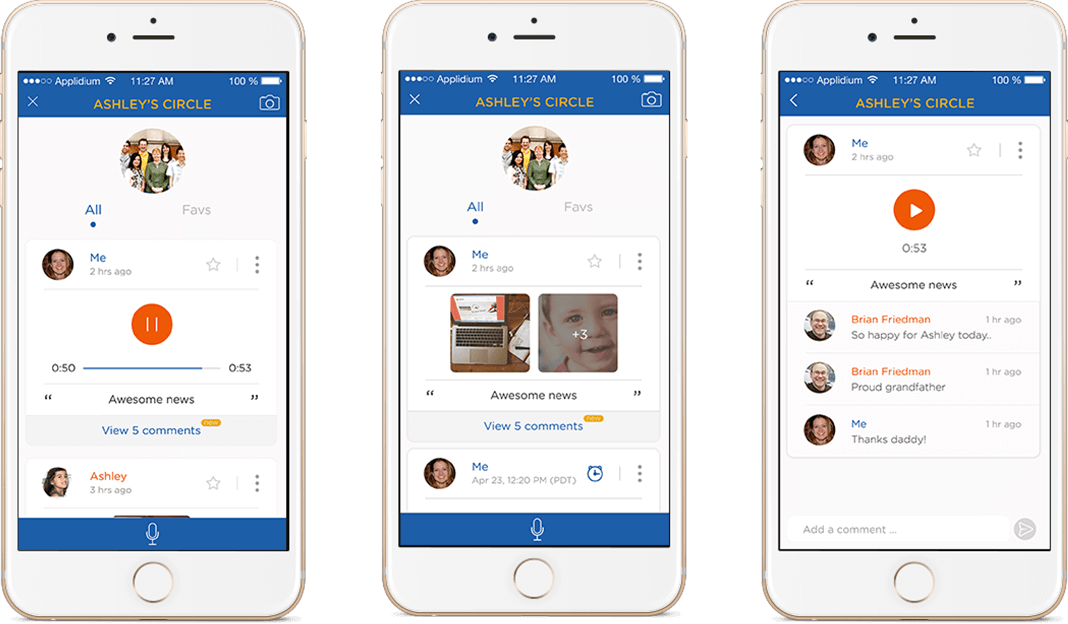 Applidium 11:27 AM 100 %
ASHLEY'S CIRCLE
All Favs
Me
2 hrs ago
0:50 0:53
“ Awesome news ”
View 5 comments new
Ashley
3 hrs ago
Applidium 11:27 AM 100 %
ASHLEY'S CIRCLE
All Favs
Me
2 hrs ago
+3
“ Awesome news ”
View 5 comments new
Me
Apr 23, 12:20 PM (PDT)
Applidium 11:27 AM 100 %
ASHLEY'S CIRCLE
Me
2 hrs ago
0:53
“ Awesome news ”
Brian Friedman 1 hr ago
So happy for Ashley today..
Brian Friedman 1 hr ago
Proud grandfather
Me 1 hr ago
Thanks daddy!
Add a comment ...